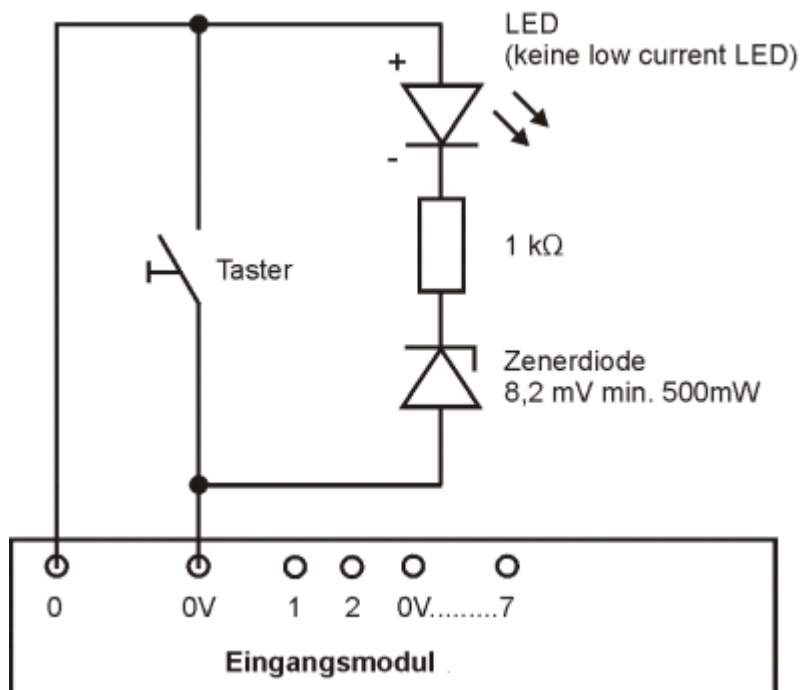 LED
(keine low current LED)
+
-
1 kΩ
Taster
Zenerdiode
8,2 mV min. 500mW
0 0V 1 2 0V.........7
Eingangsmodul